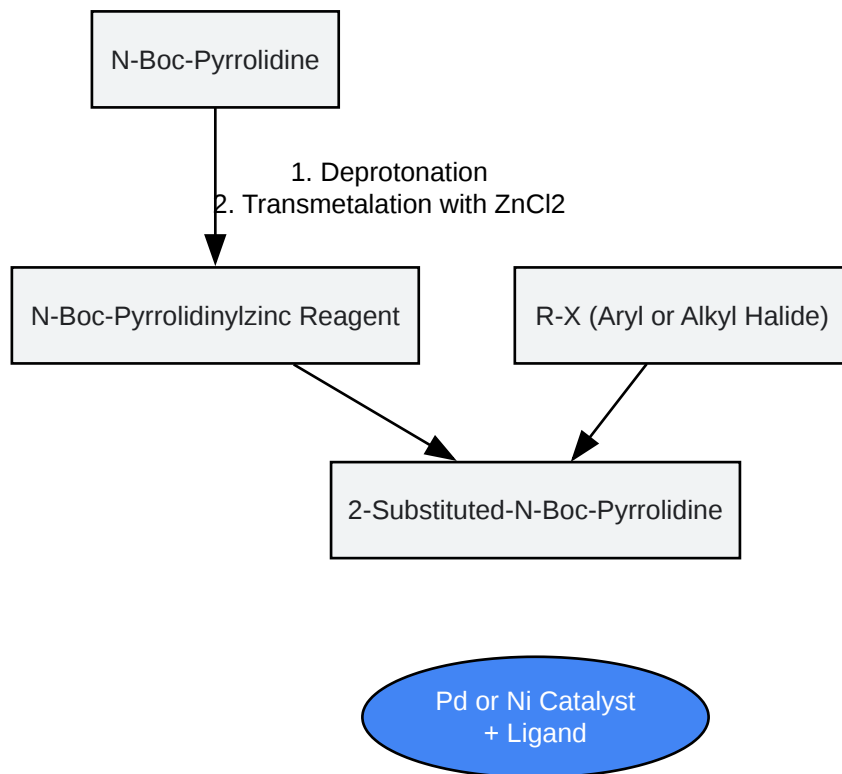 N-Boc-Pyrrolidine
1. Deprotonation
2. Transmetalation with ZnCl2
N-Boc-Pyrrolidinylzinc Reagent
R-X (Aryl or Alkyl Halide)
2-Substituted-N-Boc-Pyrrolidine
Pd or Ni Catalyst
+ Ligand